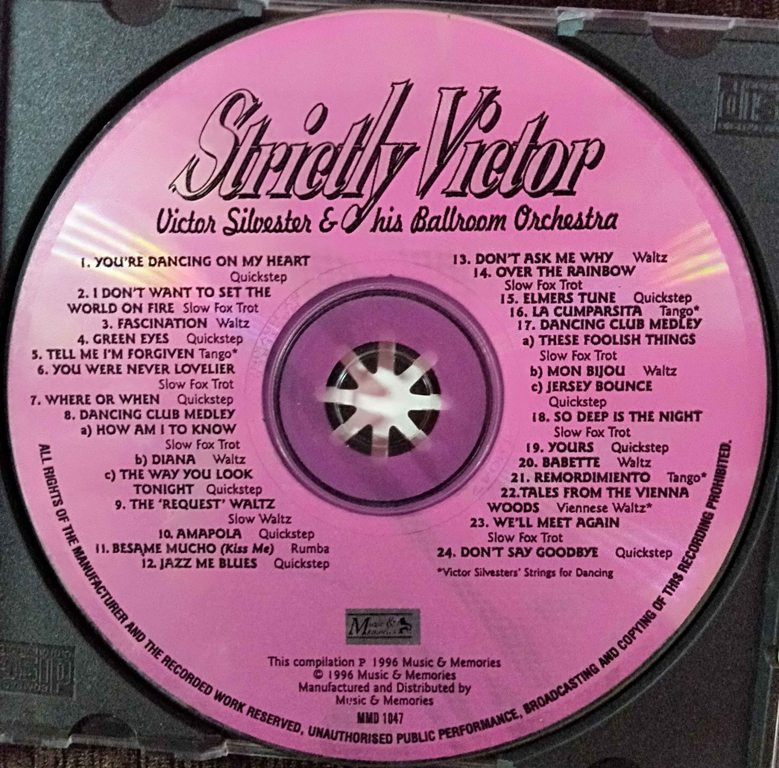 Strictly Victor
Victor Silvester & his Ballroom Orchestra
1. YOU'RE DANCING ON MY HEART
Quickstep
2. I DON'T WANT TO SET THE
WORLD ON FIRE Slow Fox Trot
3. FASCINATION Waltz
4. GREEN EYES Quickstep
5. TELL ME I'M FORGIVEN Tango*
6. YOU WERE NEVER LOVELIER
Slow Fox Trot
7. WHERE OR WHEN Quickstep
8. DANCING CLUB MEDLEY
a) HOW AM I TO KNOW
Slow Fox Trot
b) DIANA Waltz
c) THE WAY YOU LOOK
TONIGHT Quickstep
9. THE 'REQUEST' WALTZ
Slow Waltz
10. AMAPOLA Quickstep
11. BESAME MUCHO (Kiss Me) Rumba
12. JAZZ ME BLUES Quickstep
13. DON'T ASK ME WHY Waltz
14. OVER THE RAINBOW
Slow Fox Trot
15. ELMERS TUNE Quickstep
16. LA CUMPARSITA Tango*
17. DANCING CLUB MEDLEY
a) THESE FOOLISH THINGS
Slow Fox Trot
b) MON BIJOU Waltz
c) JERSEY BOUNCE
Quickstep
18. SO DEEP IS THE NIGHT
Slow Fox Trot
19. YOURS Quickstep
20. BABETTE Waltz
21. REMORDIMIENTO Tango*
22.TALES FROM THE VIENNA
WOODS Viennese Waltz*
23. WE'LL MEET AGAIN
Slow Fox Trot
24. DON'T SAY GOODBYE Quickstep
*Victor Silvesters' Strings for Dancing
Music &
Memories
This compilation P 1996 Music & Memories
© 1996 Music & Memories
Manufactured and Distributed by
Music & Memories
MMD 1047
ALL RIGHTS OF THE MANUFACTURER AND THE RECORDED WORK RESERVED, UNAUTHORISED PUBLIC PERFORMANCE, BROADCASTING AND COPYING OF THIS RECORDING PROHIBITED.